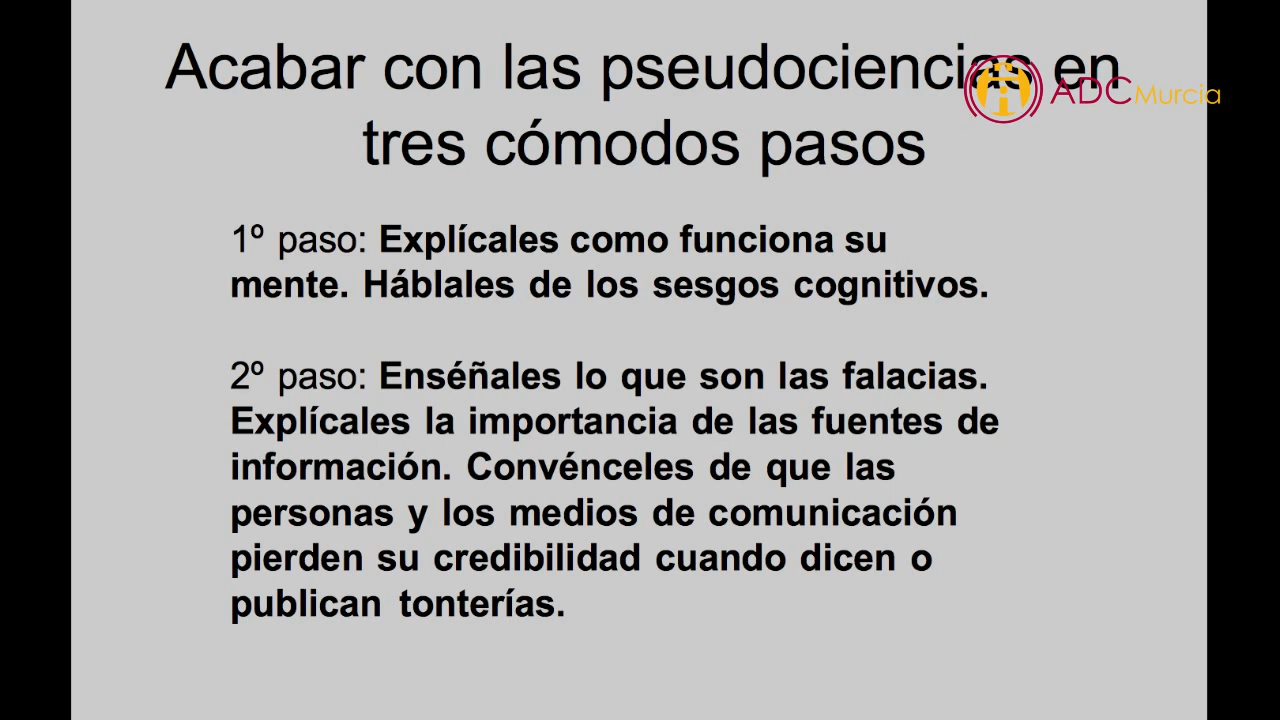 Acabar con las pseudociencias en
tres cómodos pasos
ADCMurcia
1º paso: Explícales como funciona su
mente. Háblales de los sesgos cognitivos.
2º paso: Enséñales lo que son las falacias.
Explícales la importancia de las fuentes de
información. Convénceles de que las
personas y los medios de comunicación
pierden su credibilidad cuando dicen o
publican tonterías.